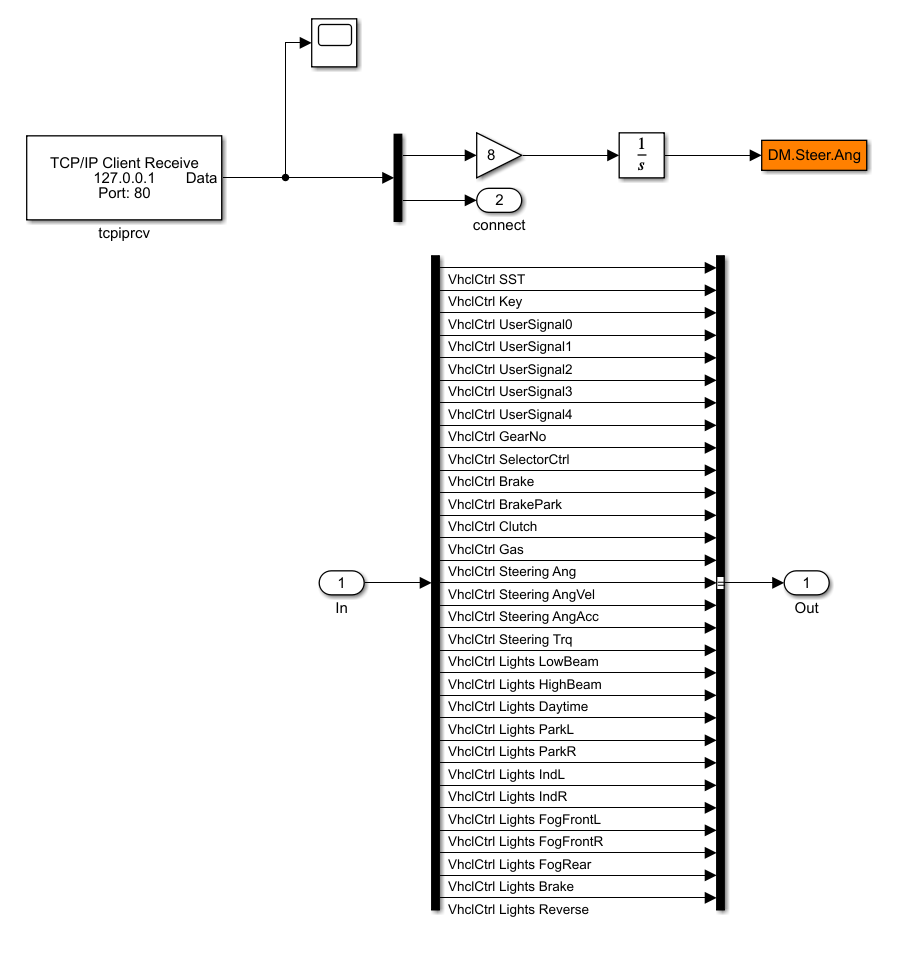 TCP/IP Client Receive
127.0.0.1
Port: 80
Data
tcpiprcv
8
1
s
DM.Steer.Ang
2
connect
VhclCtrl SST
VhclCtrl Key
VhclCtrl UserSignal0
VhclCtrl UserSignal1
VhclCtrl UserSignal2
VhclCtrl UserSignal3
VhclCtrl UserSignal4
VhclCtrl GearNo
VhclCtrl SelectorCtrl
VhclCtrl Brake
VhclCtrl BrakePark
VhclCtrl Clutch
VhclCtrl Gas
VhclCtrl Steering Ang
VhclCtrl Steering AngVel
VhclCtrl Steering AngAcc
VhclCtrl Steering Trq
VhclCtrl Lights LowBeam
VhclCtrl Lights HighBeam
VhclCtrl Lights Daytime
VhclCtrl Lights ParkL
VhclCtrl Lights ParkR
VhclCtrl Lights IndL
VhclCtrl Lights IndR
VhclCtrl Lights FogFrontL
VhclCtrl Lights FogFrontR
VhclCtrl Lights FogRear
VhclCtrl Lights Brake
VhclCtrl Lights Reverse
1
In
1
Out